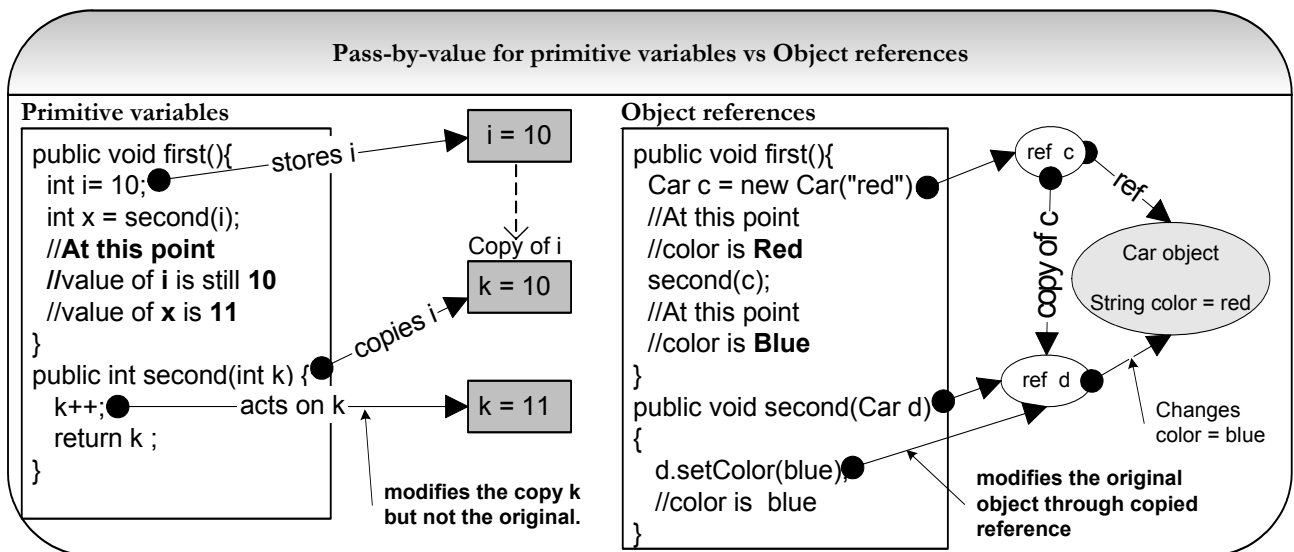 Pass-by-value for primitive variables vs Object references
Primitive variables
public void first(){
int i= 10;
int x = second(i);
//At this point
//value of i is still 10
//value of x is 11
}
public int second(int k) {
k++;
return k ;
}
stores i
i = 10
Copy of i
k = 10
copies i
acts on k
k = 11
modifies the copy k
but not the original.
Object references
public void first(){
Car c = new Car("red")
//At this point
//color is Red
second(c);
//At this point
//color is Blue
}
public void second(Car d)
{
d.setColor(blue);
//color is blue
}
ref c
ref
copy of c
Car object
String color = red
ref d
Changes
color = blue
modifies the original
object through copied
reference